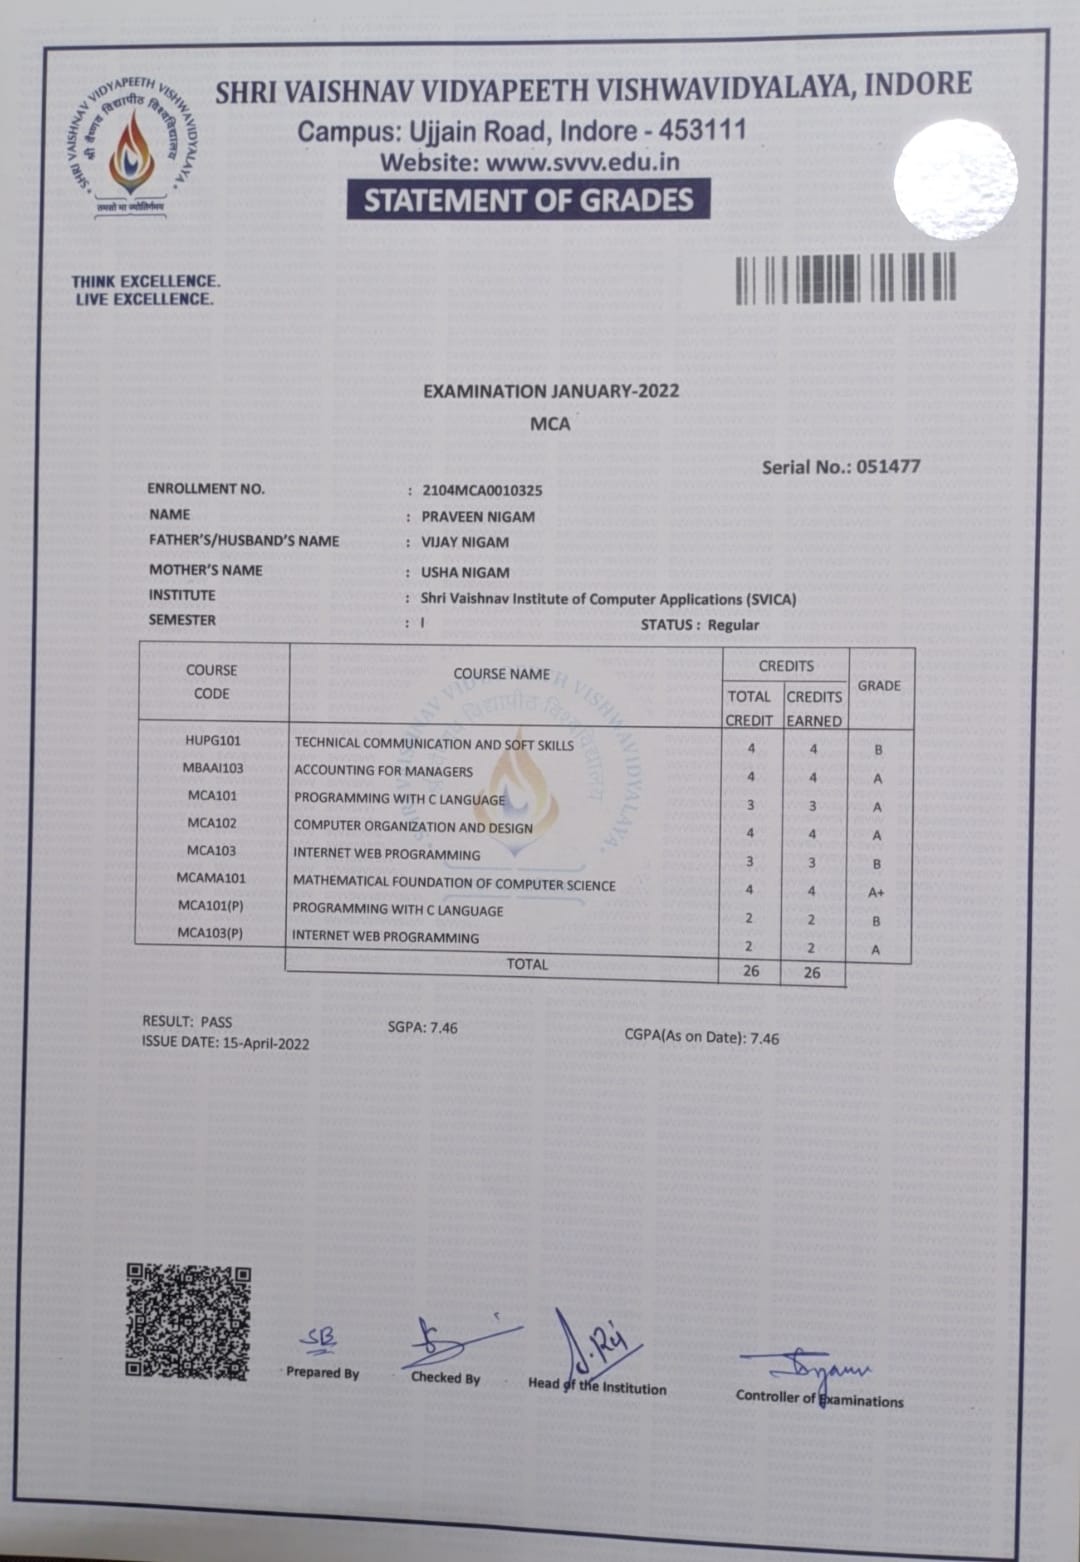 SHRI VAISHNAV VIDYAPEETH VISHWAVIDYALAYA
श्री वैष्णव विद्यापीठ विश्वविद्यालय
तमसो मा ज्योतिर्गमय
SHRI VAISHNAV VIDYAPEETH VISHWAVIDYALAYA, INDORE
Campus: Ujjain Road, Indore - 453111
Website: www.svvv.edu.in
STATEMENT OF GRADES
THINK EXCELLENCE.
LIVE EXCELLENCE.
EXAMINATION JANUARY-2022
MCA
Serial No.: 051477
ENROLLMENT NO. : 2104MCA0010325
NAME : PRAVEEN NIGAM
FATHER'S/HUSBAND'S NAME : VIJAY NIGAM
MOTHER'S NAME : USHA NIGAM
INSTITUTE : Shri Vaishnav Institute of Computer Applications (SVICA)
SEMESTER : I STATUS : Regular
COURSE CODE COURSE NAME CREDITS GRADE
TOTAL CREDIT CREDITS EARNED
HUPG101 TECHNICAL COMMUNICATION AND SOFT SKILLS 4 4 B
MBAAI103 ACCOUNTING FOR MANAGERS 4 4 A
MCA101 PROGRAMMING WITH C LANGUAGE 3 3 A
MCA102 COMPUTER ORGANIZATION AND DESIGN 4 4 A
MCA103 INTERNET WEB PROGRAMMING 3 3 B
MCAMA101 MATHEMATICAL FOUNDATION OF COMPUTER SCIENCE 4 4 A+
MCA101(P) PROGRAMMING WITH C LANGUAGE 2 2 B
MCA103(P) INTERNET WEB PROGRAMMING 2 2 A
TOTAL 26 26
RESULT: PASS SGPA: 7.46 CGPA(As on Date): 7.46
ISSUE DATE: 15-April-2022
SB
Prepared By Checked By Head of the Institution Controller of Examinations